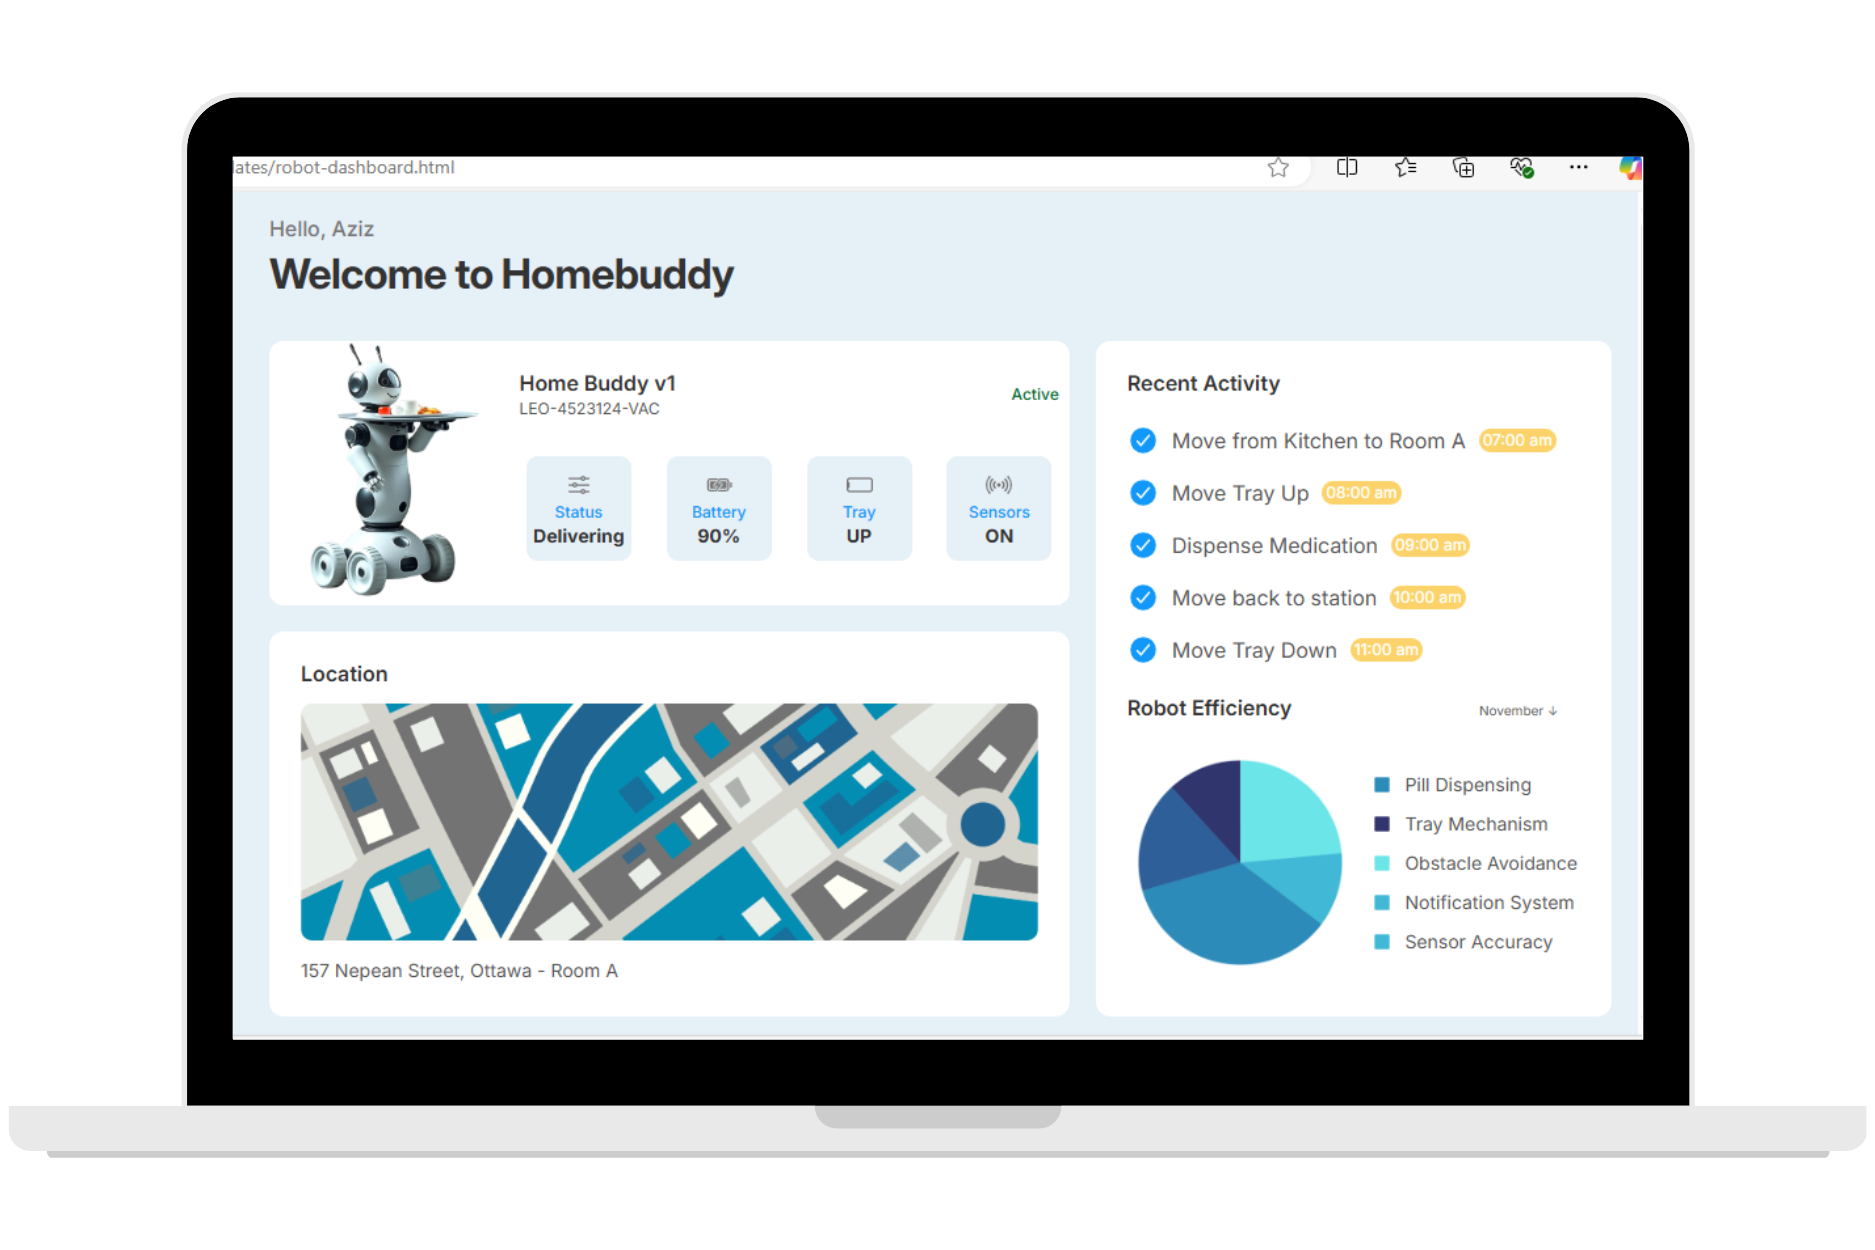 lates/robot-dashboard.html
Hello, Aziz
Welcome to Homebuddy
Home Buddy v1
LEO-4523124-VAC
Active
Status
Delivering
Battery
90%
Tray
UP
Sensors
ON
Location
157 Nepean Street, Ottawa - Room A
Recent Activity
Move from Kitchen to Room A 07:00 am
Move Tray Up 08:00 am
Dispense Medication 09:00 am
Move back to station 10:00 am
Move Tray Down 11:00 am
Robot Efficiency
November ↓
Pill Dispensing
Tray Mechanism
Obstacle Avoidance
Notification System
Sensor Accuracy